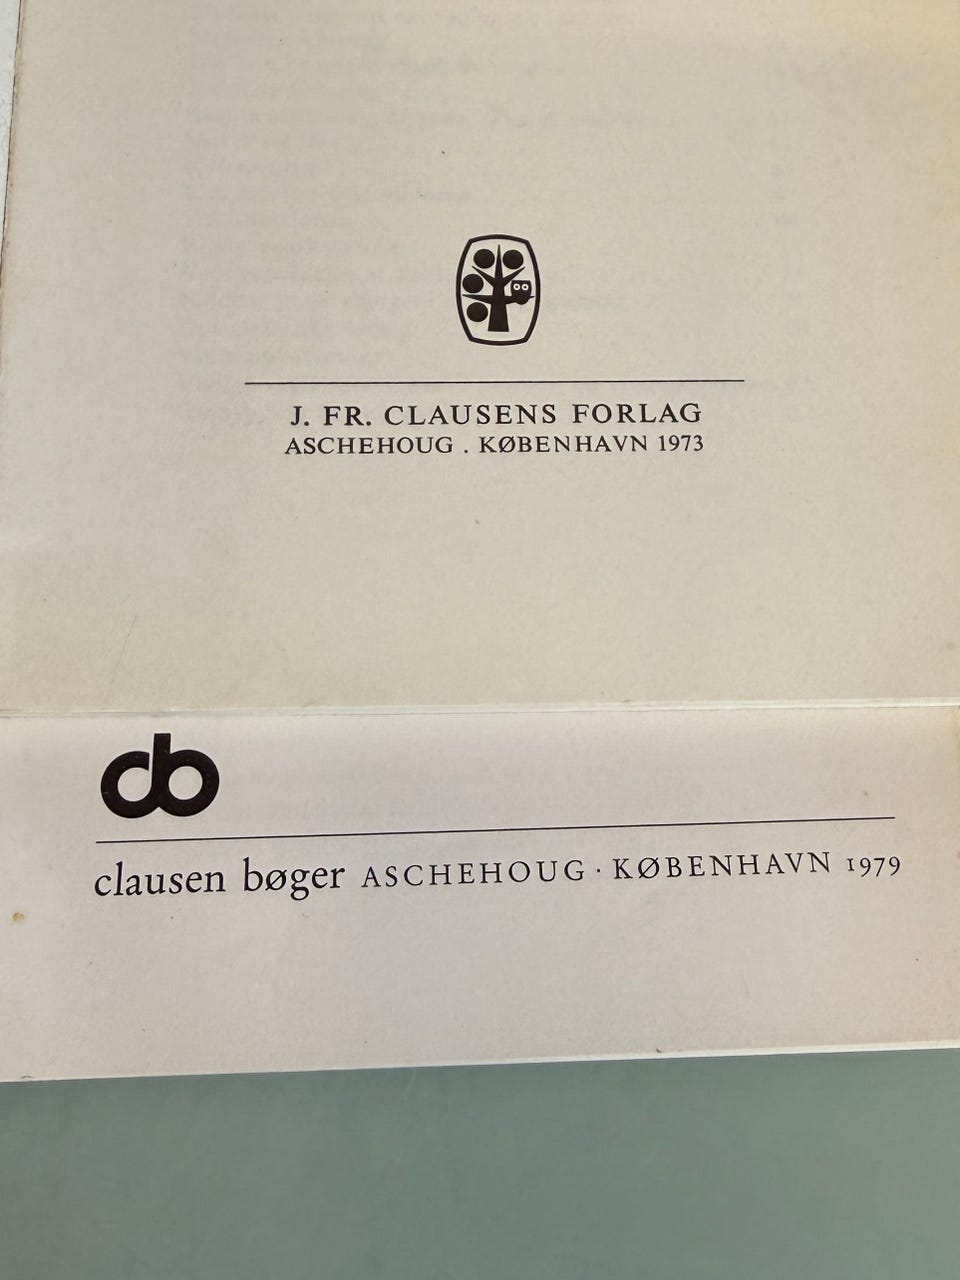 J. FR. CLAUSENS FORLAG
ASCHEHOUG . KØBENHAVN 1973
cb
clausen bøger ASCHEHOUG · KØBENHAVN 1979